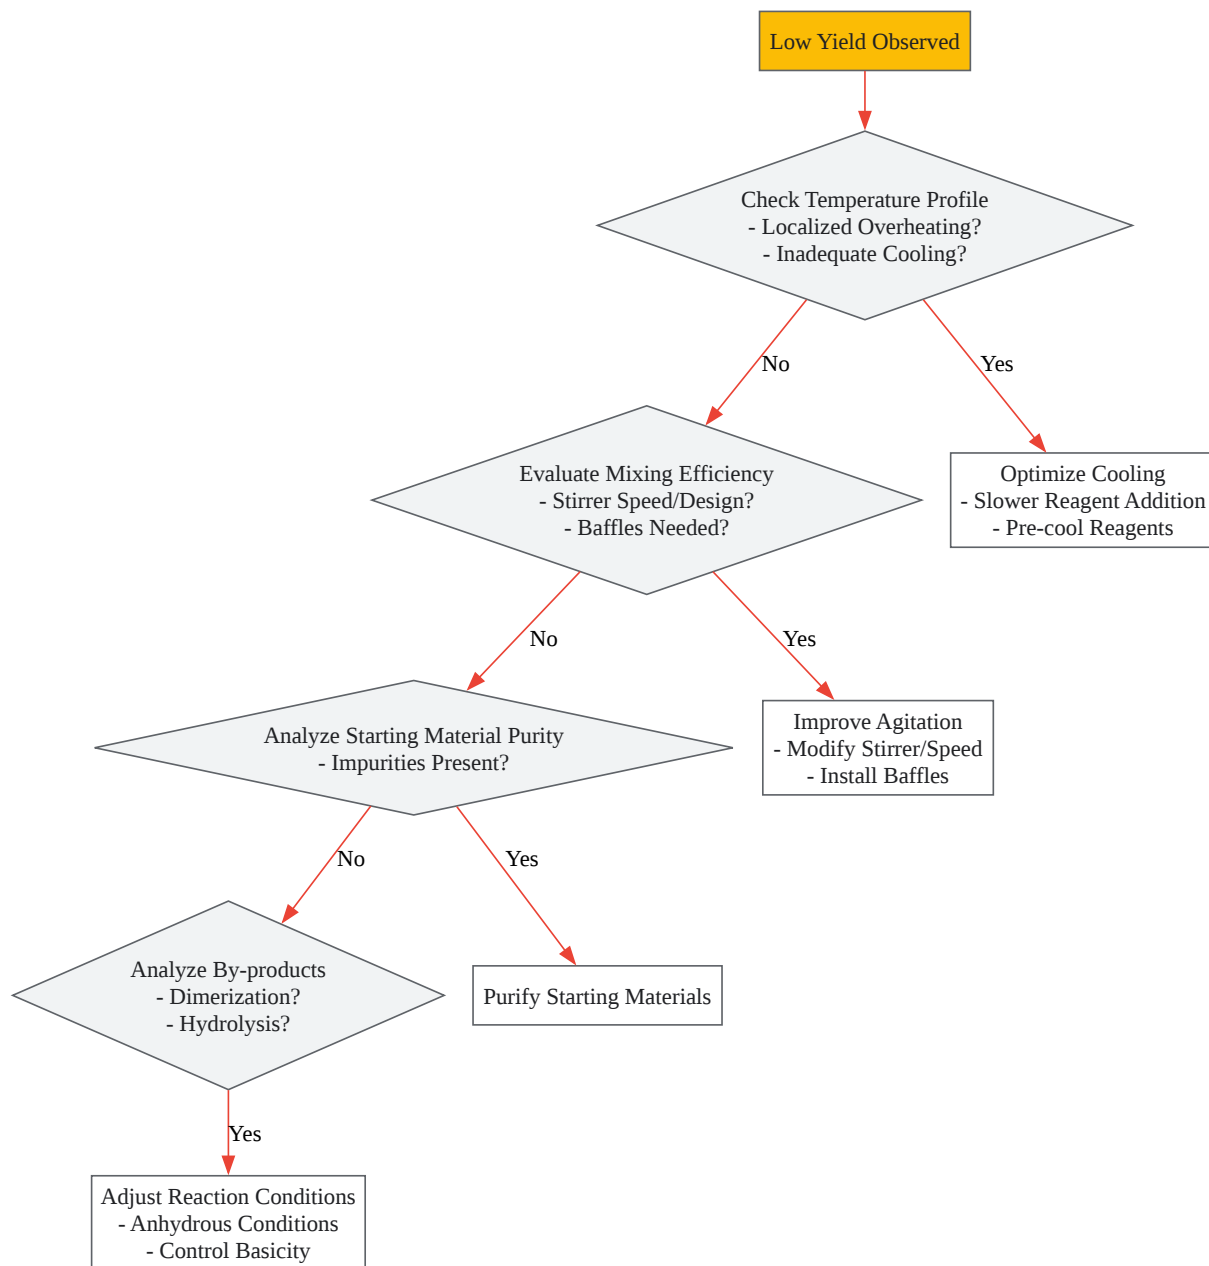 Low Yield Observed
Check Temperature Profile
- Localized Overheating?
- Inadequate Cooling?
No
Yes
Evaluate Mixing Efficiency
- Stirrer Speed/Design?
- Baffles Needed?
Optimize Cooling
- Slower Reagent Addition
- Pre-cool Reagents
No
Yes
Analyze Starting Material Purity
- Impurities Present?
Improve Agitation
- Modify Stirrer/Speed
- Install Baffles
No
Yes
Analyze By-products
- Dimerization?
- Hydrolysis?
Purify Starting Materials
Yes
Adjust Reaction Conditions
- Anhydrous Conditions
- Control Basicity